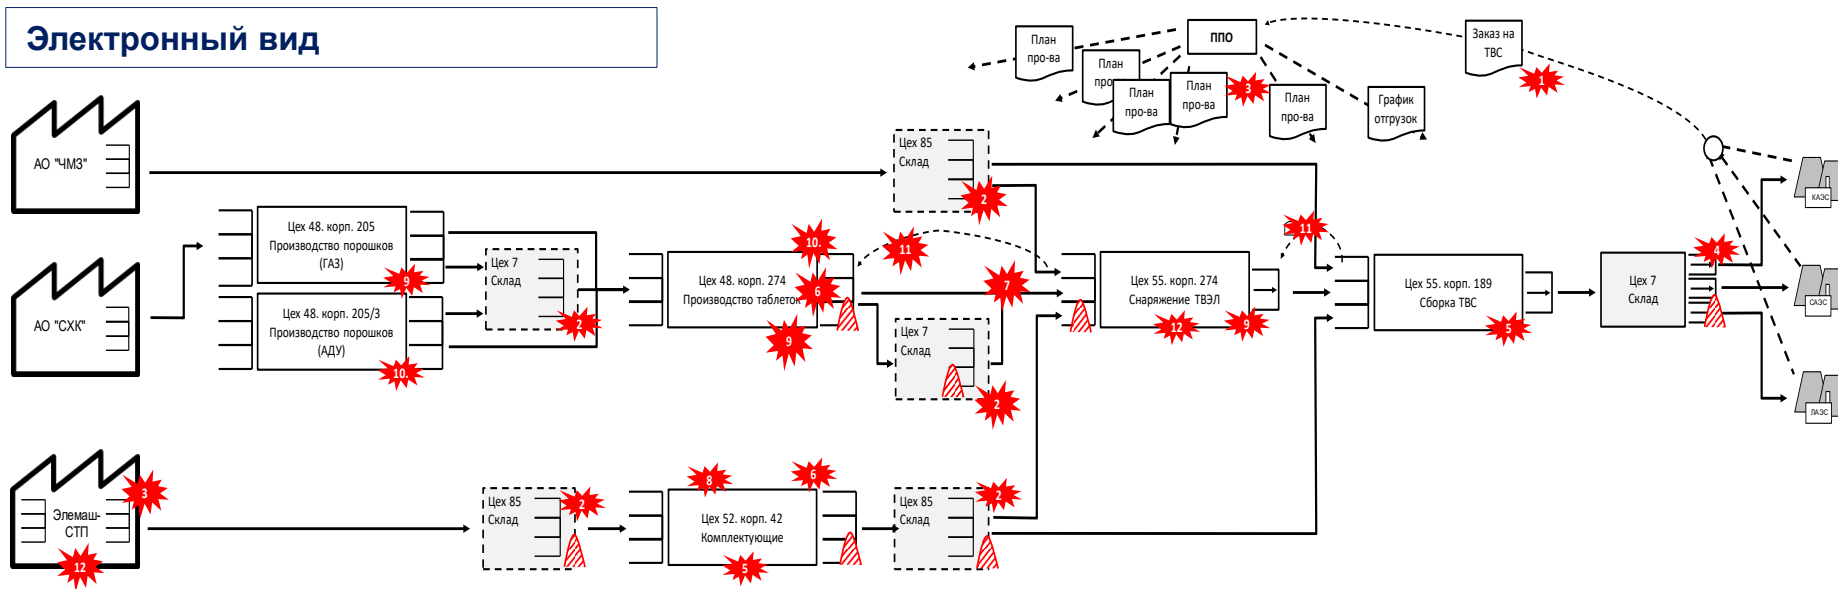 Электронный вид
План
про-ва
План
про
План
про-ва
План
про-ва
3
ППО
План
про-ва
График
отгрузок
Заказ на
ТВС
1
АО "ЧМЗ"
Цех 85
Склад
2
КАЭС
Цех 48. корп. 205
Производство порошков
(ГАЗ)
9
Цех 7
Склад
2
АО "СХК"
Цех 48. корп. 205/3
Производство порошков
(АДУ)
10.
10.
Цех 48. корп. 274
Производство таблеток
6
9
11
7
Цех 7
Склад
2
Цех 55. корп. 274
Снаряжение ТВЭЛ
12
9
11
Цех 55. корп. 189
Сборка ТВС
5
4
Цех 7
Склад
САЭС
ЛАЭС
3
Элемаш-
СТП
12
Цех 85
Склад
2
8
6
Цех 52. корп. 42
Комплектующие
5
Цех 85
Склад
2